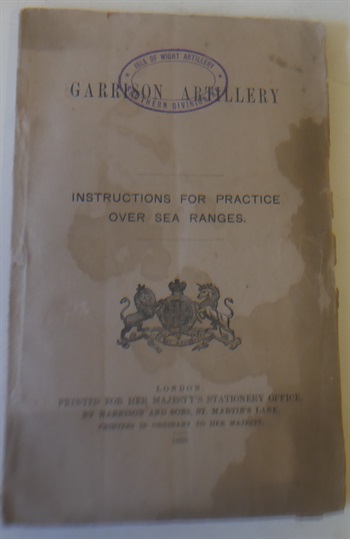 ISLE OF WIGHT ARTILLERY
SOUTHERN DIVISION
GARRISON ARTILLERY
INSTRUCTIONS FOR PRACTICE
OVER SEA RANGES.
LONDON:
PRINTED FOR HER MAJESTY'S STATIONERY OFFICE,
BY HARRISON AND SONS, ST. MARTIN'S LANE,
PRINTERS IN ORDINARY TO HER MAJESTY.